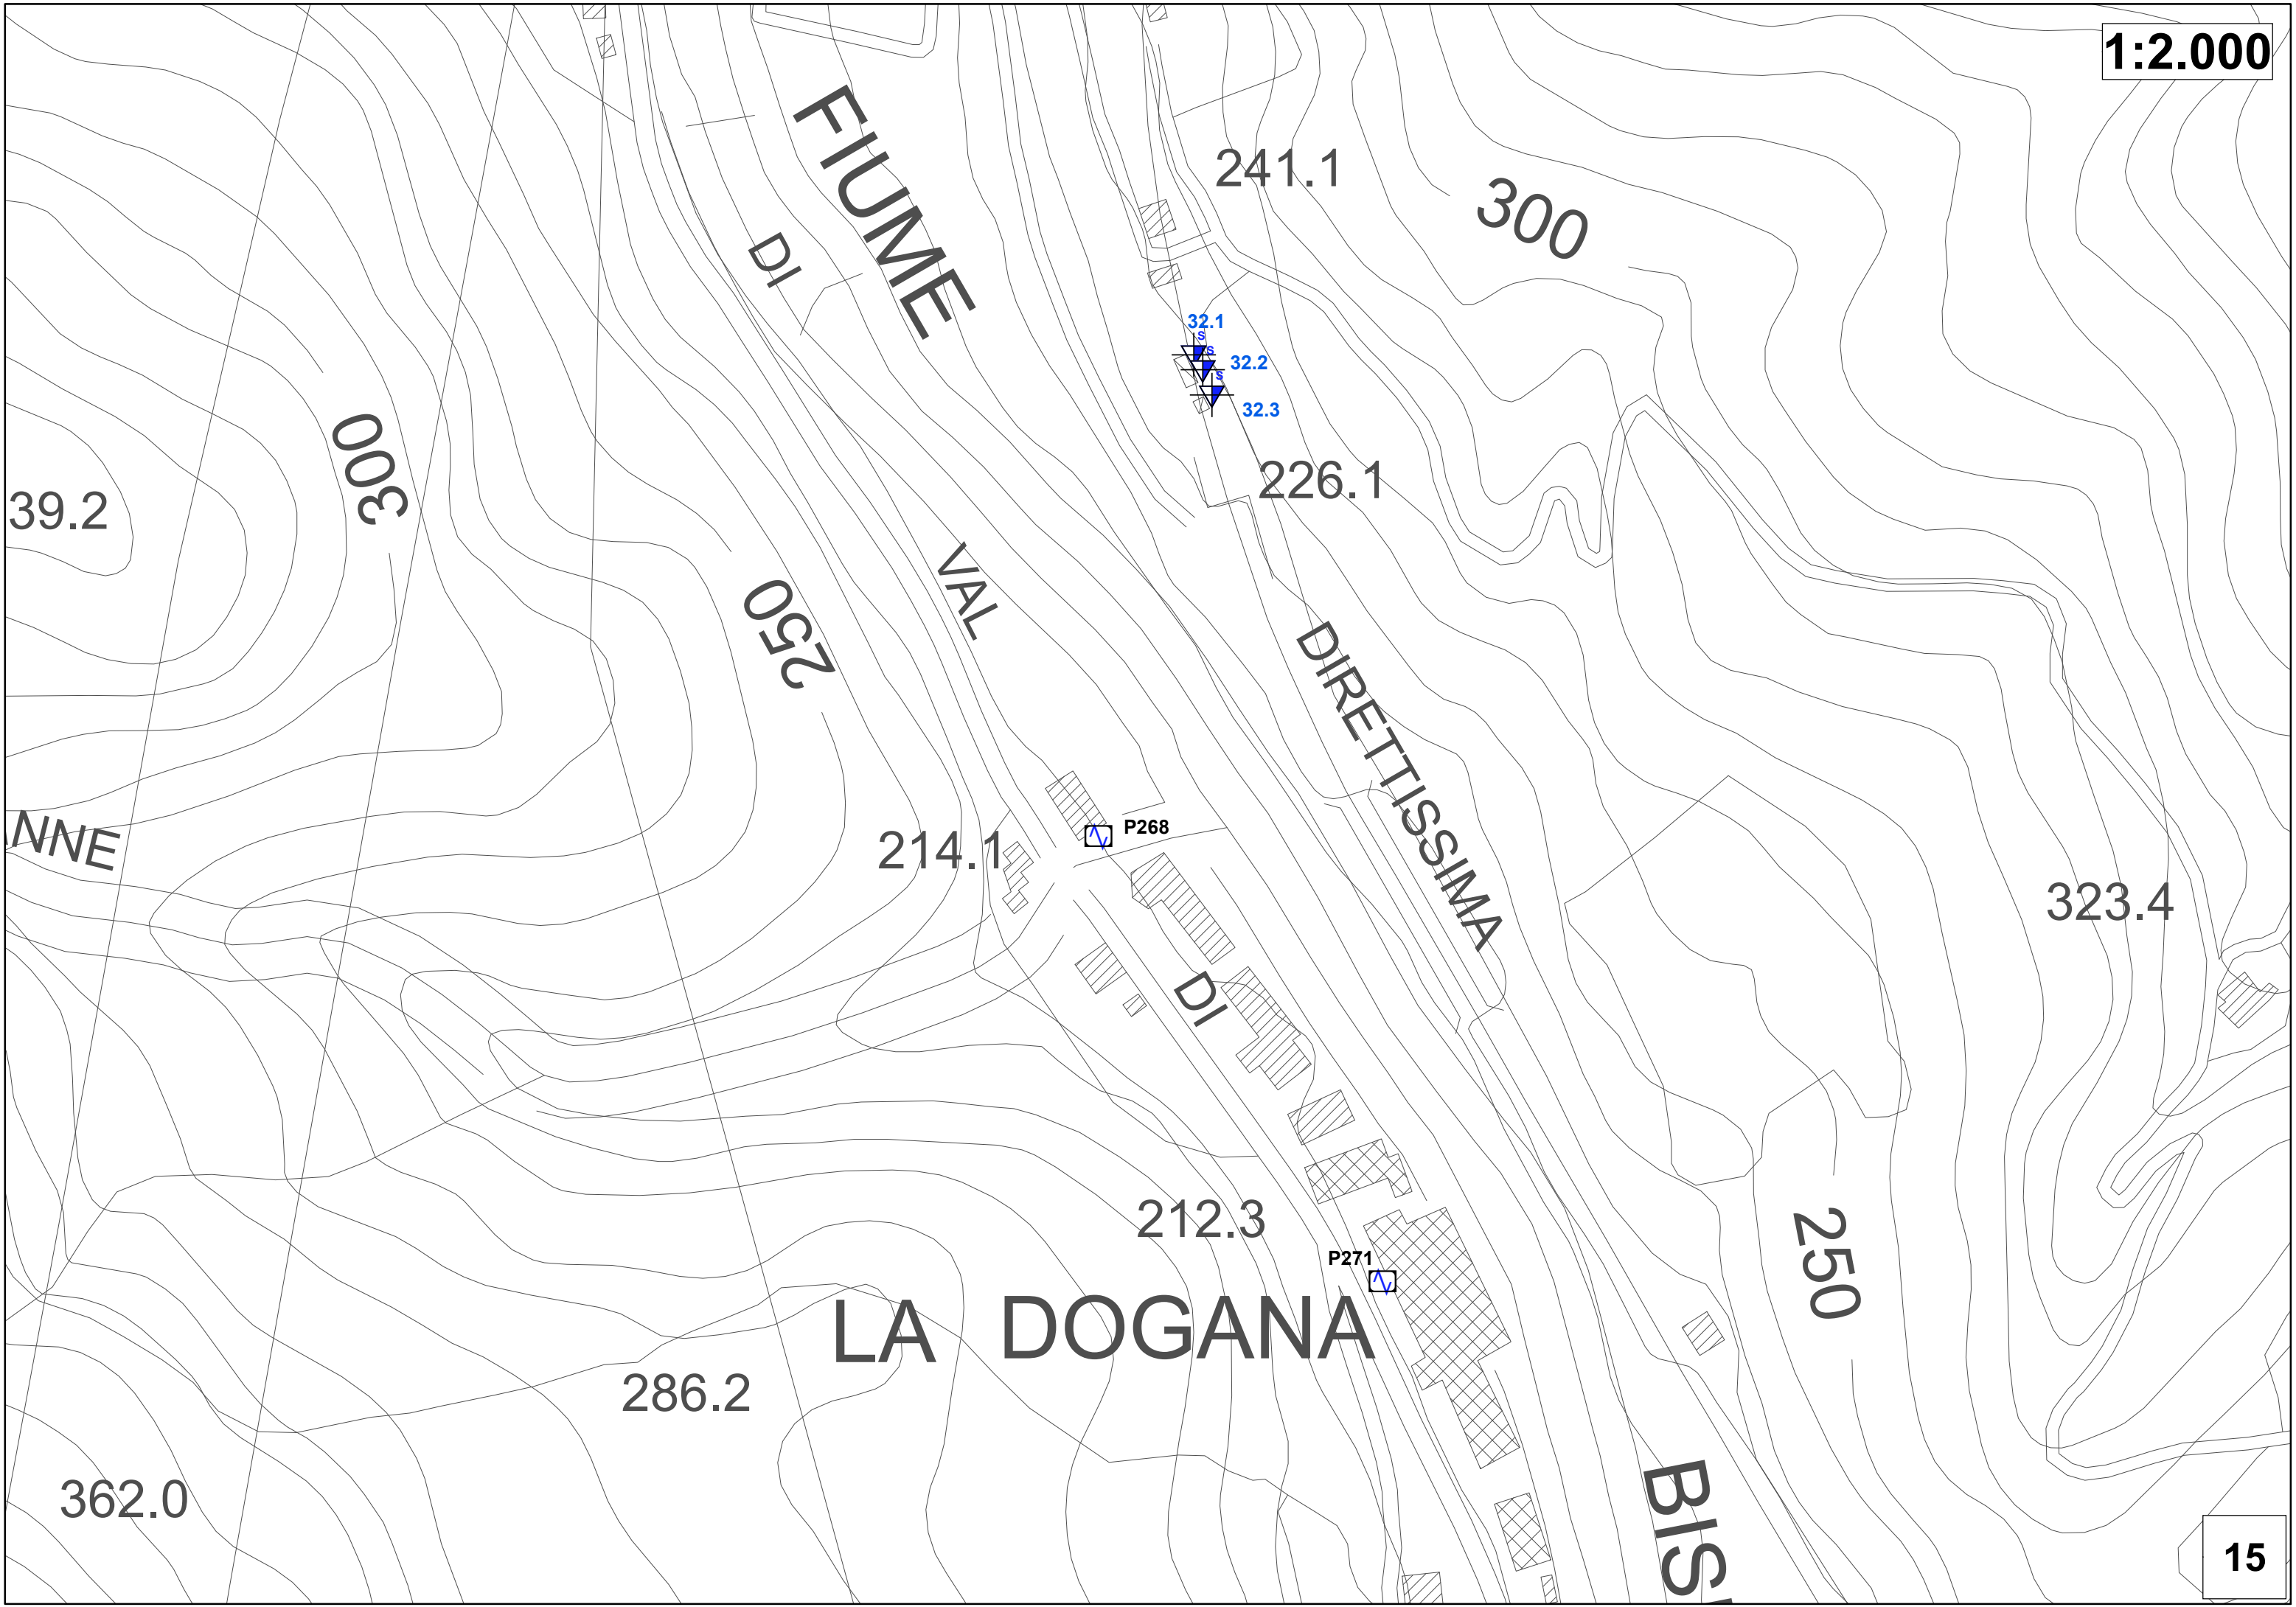 1:2.000
FIUME
241.1
300
DI
32.1
S
S
32.2
S
32.3
300
226.1
39.2
VAL
250
DIRETTISSIMA
P268
NNE
214.1
323.4
DI
212.3
250
P271
LA DOGANA
286.2
362.0
BIS
15